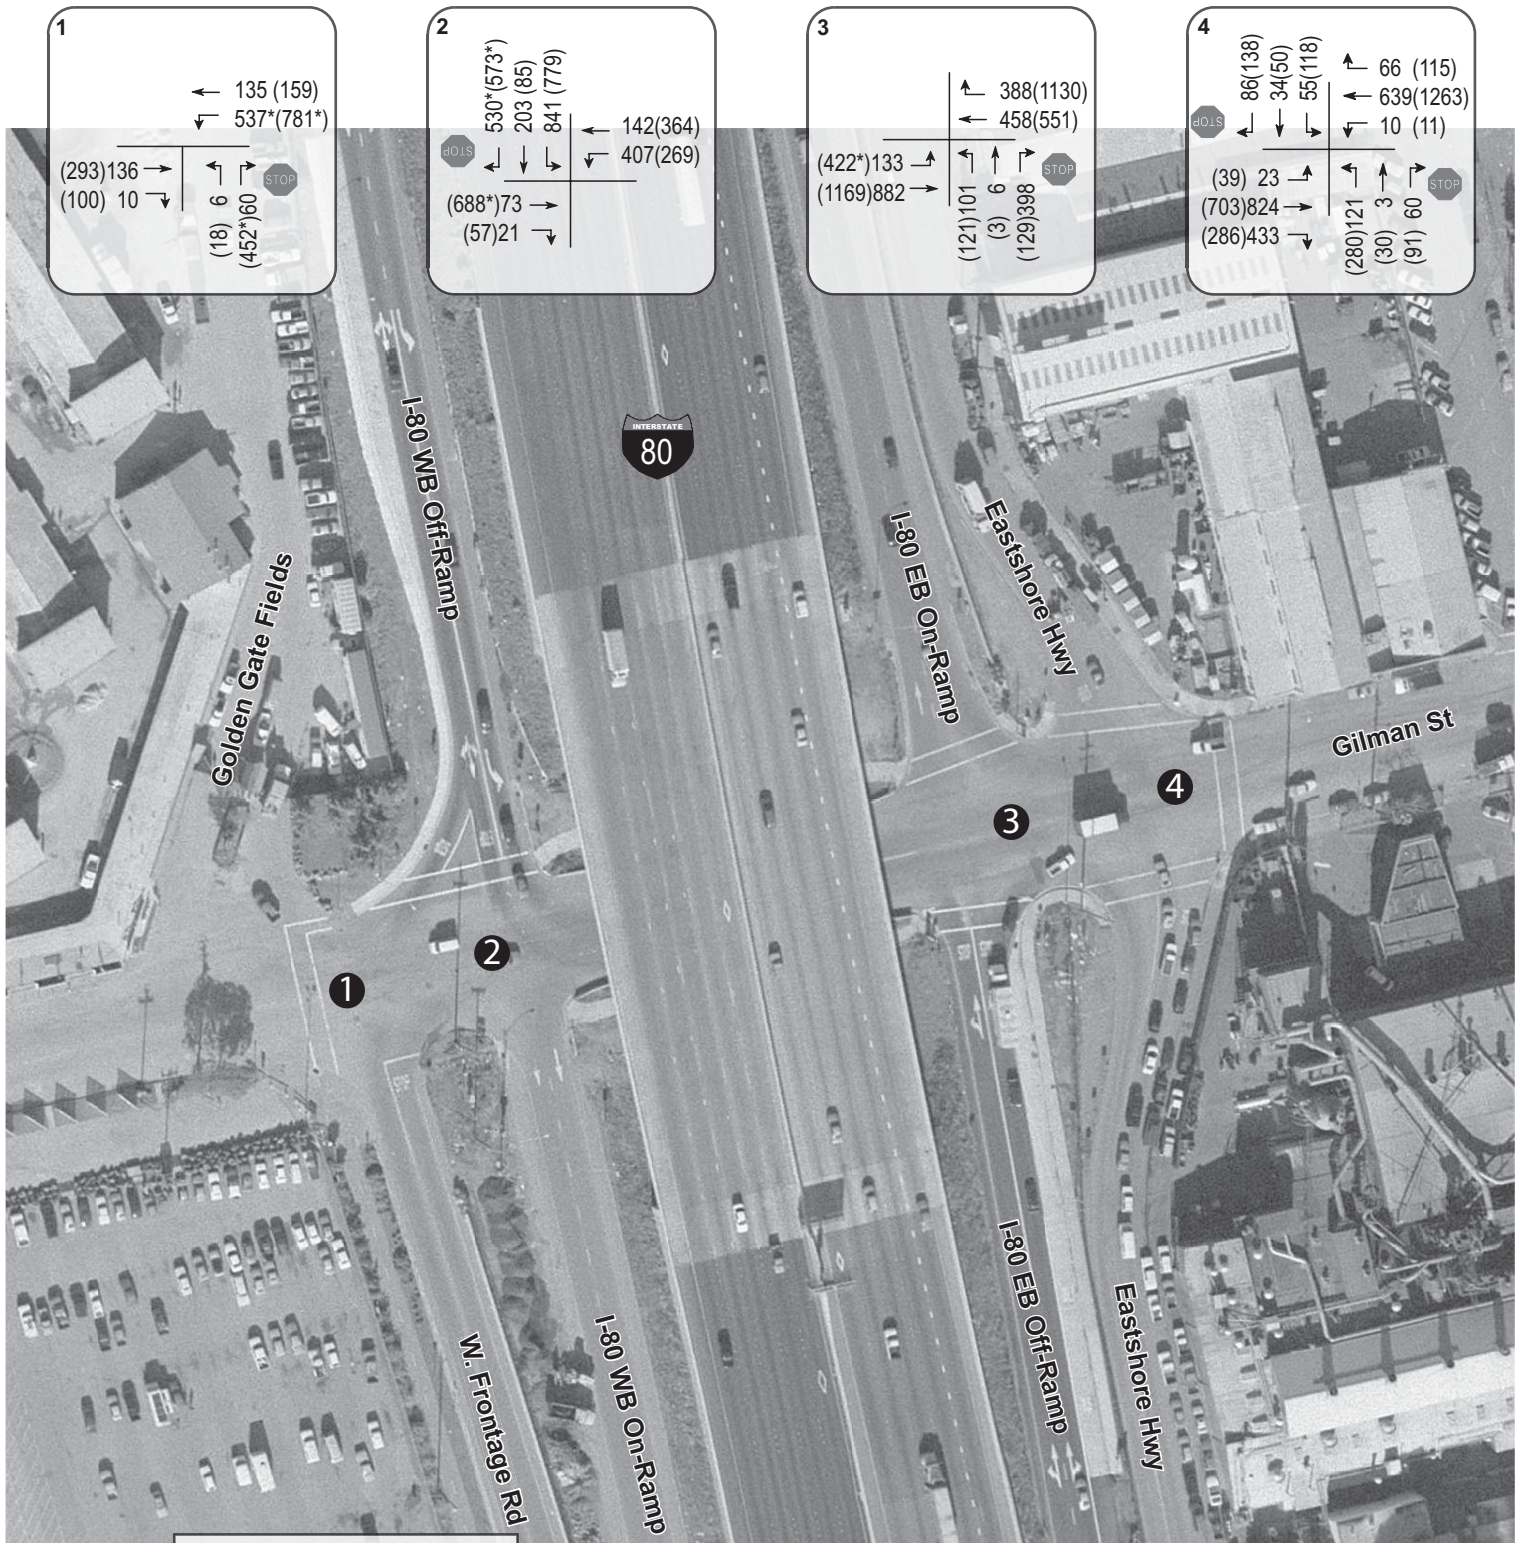 1
135 (159)
537*(781*)
(293)136
(100) 10
(18) 6
(452*)60
STOP
2
530*(573*)
203 (85)
841 (779)
STOP
142(364)
407(269)
(688*)73
(57)21
3
388(1130)
458(551)
(422*)133
(1169)882
(121)101
(3) 6
(129)398
STOP
4
86(138)
34(50)
55(118)
STOP
66 (115)
639(1263)
10 (11)
(39) 23
(703)824
(286)433
(280)121
(30) 3
(91) 60
STOP
I-80 WB Off-Ramp
INTERSTATE
80
I-80 EB On-Ramp
Eastshore Hwy
Golden Gate Fields
Gilman St
1
2
3
4
W. Frontage Rd
I-80 WB On-Ramp
I-80 EB Off-Ramp
Eastshore Hwy